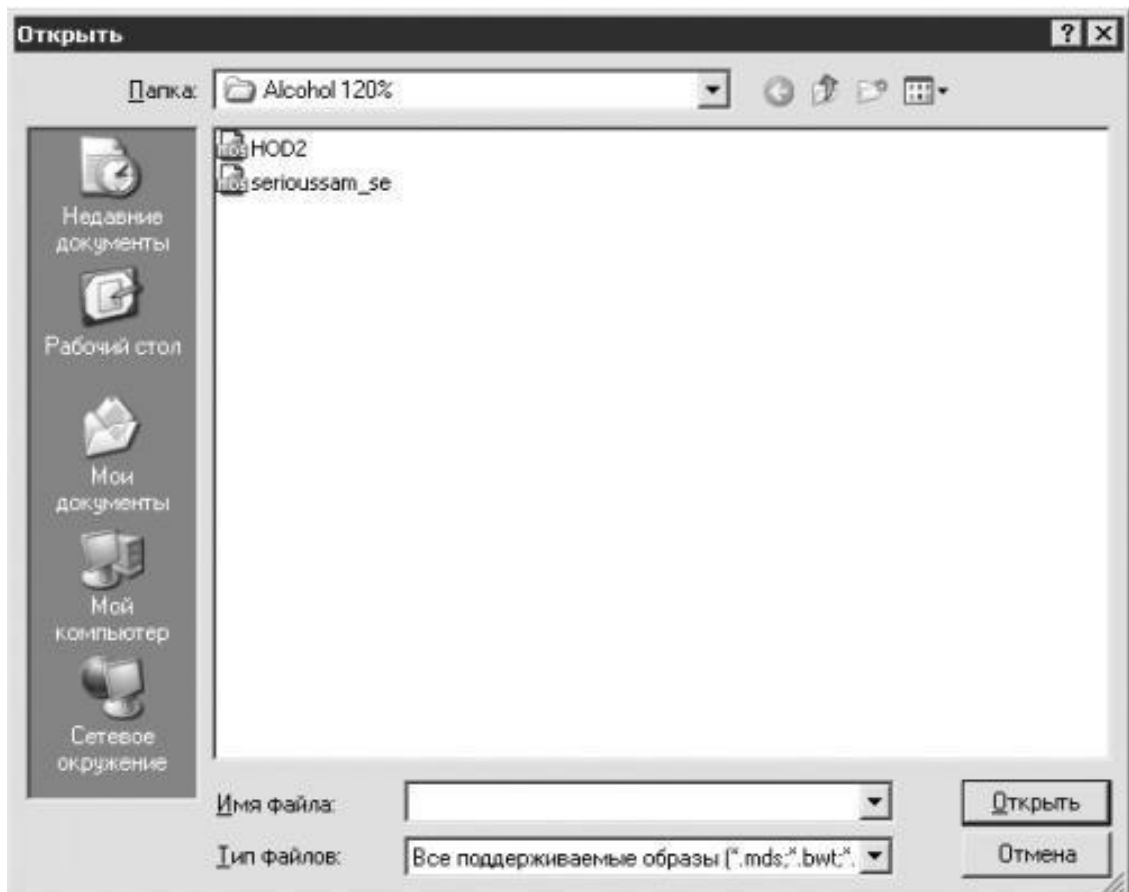 Открыть
Папка:
Alcohol 120%
HOD2
serioussam_se
Недавние
документы
Рабочий стол
Мои
документы
Мой
компьютер
Сетевое
окружение
Имя файла:
Открыть
Тип файлов:
Все поддерживаемые образы (*.mds;*.bwt;*.
Отмена